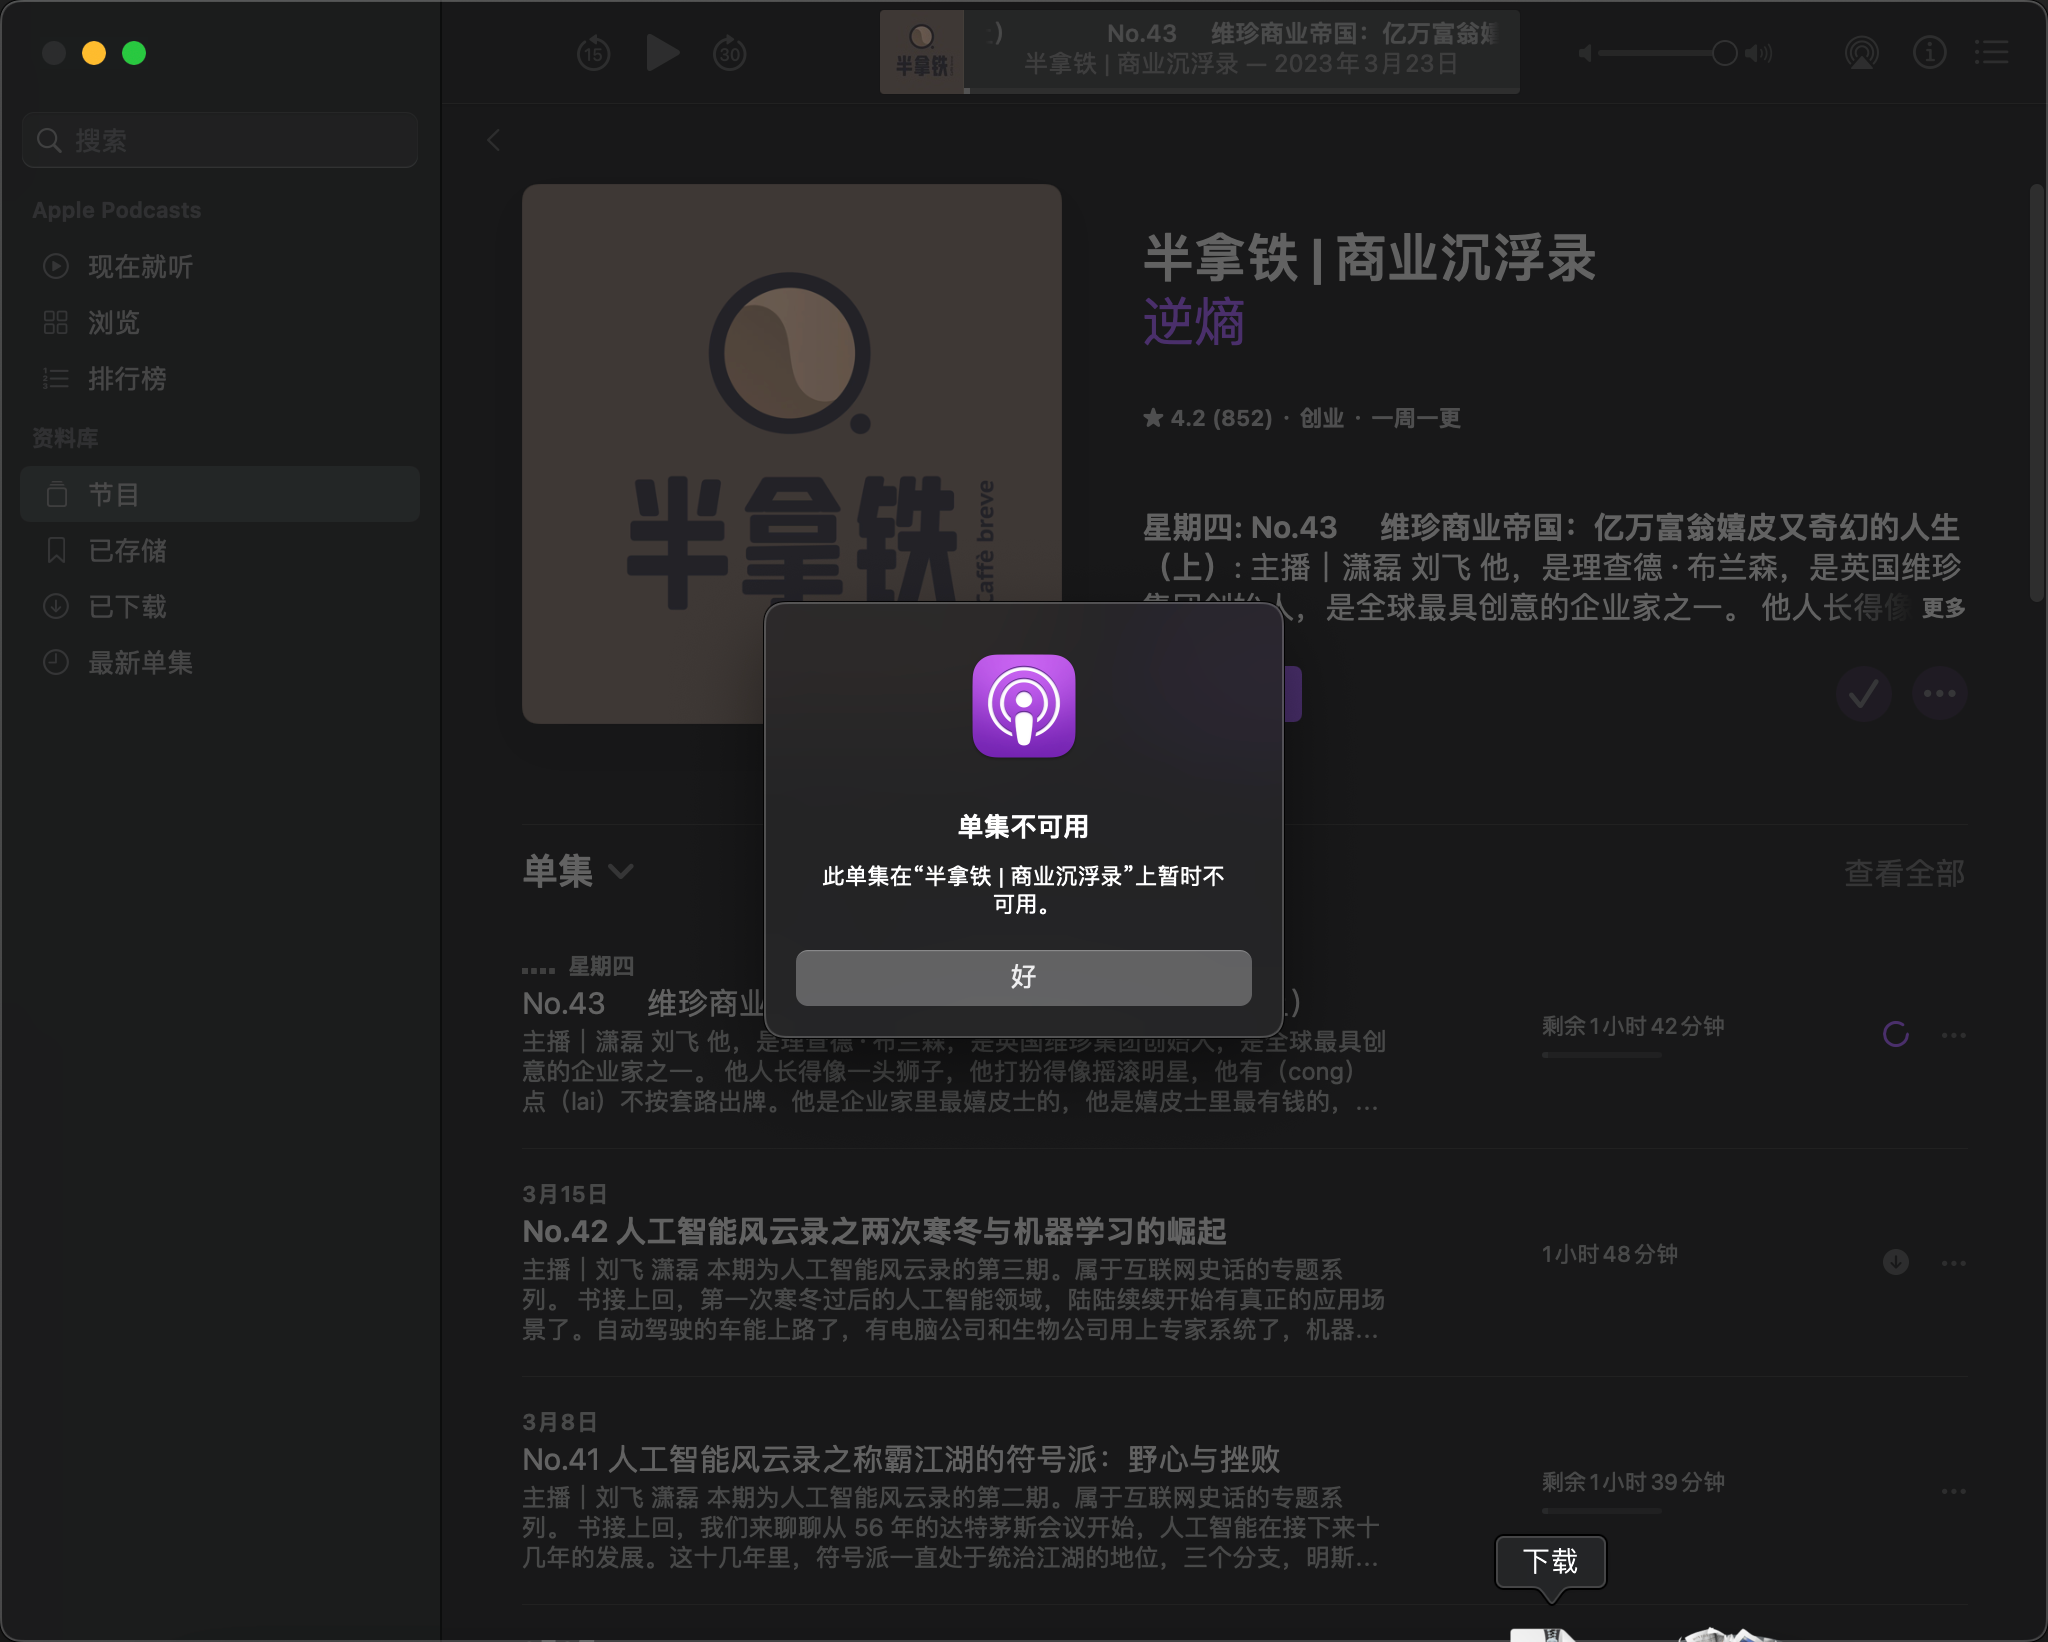 15
30
半拿铁
No.43 维珍商业帝国：亿万富翁嬉
半拿铁 | 商业沉浮录 — 2023年3月23日
搜索
Apple Podcasts
现在就听
浏览
排行榜
资料库
节目
已存储
已下载
最新单集
半拿铁
Caffè breve
半拿铁 | 商业沉浮录
逆熵
★ 4.2 (852) · 创业 · 一周一更
星期四: No.43 维珍商业帝国：亿万富翁嬉皮又奇幻的人生
（上）: 主播｜潇磊 刘飞 他，是理查德·布兰森，是英国维珍
集团创始人，是全球最具创意的企业家之一。 他人长得像 更多
单集不可用
此单集在“半拿铁 | 商业沉浮录”上暂时不
可用。
好
单集
查看全部
星期四
No.43 维珍商业
主播｜潇磊 刘飞 他，是理查德·布兰森，是英国维珍集团创始人，是全球最具创
意的企业家之一。 他人长得像一头狮子，他打扮得像摇滚明星，他有（cong）
点（lai）不按套路出牌。他是企业家里最嬉皮士的，他是嬉皮士里最有钱的，...
剩余1小时42分钟
3月15日
No.42 人工智能风云录之两次寒冬与机器学习的崛起
主播｜刘飞 潇磊 本期为人工智能风云录的第三期。属于互联网史话的专题系
列。 书接上回，第一次寒冬过后的人工智能领域，陆陆续续开始有真正的应用场
景了。自动驾驶的车能上路了，有电脑公司和生物公司用上专家系统了，机器...
1小时48分钟
3月8日
No.41 人工智能风云录之称霸江湖的符号派：野心与挫败
主播｜刘飞 潇磊 本期为人工智能风云录的第二期。属于互联网史话的专题系
列。 书接上回，我们来聊聊从 56 年的达特茅斯会议开始，人工智能在接下来十
几年的发展。这十几年里，符号派一直处于统治江湖的地位，三个分支，明斯...
剩余1小时39分钟
下载